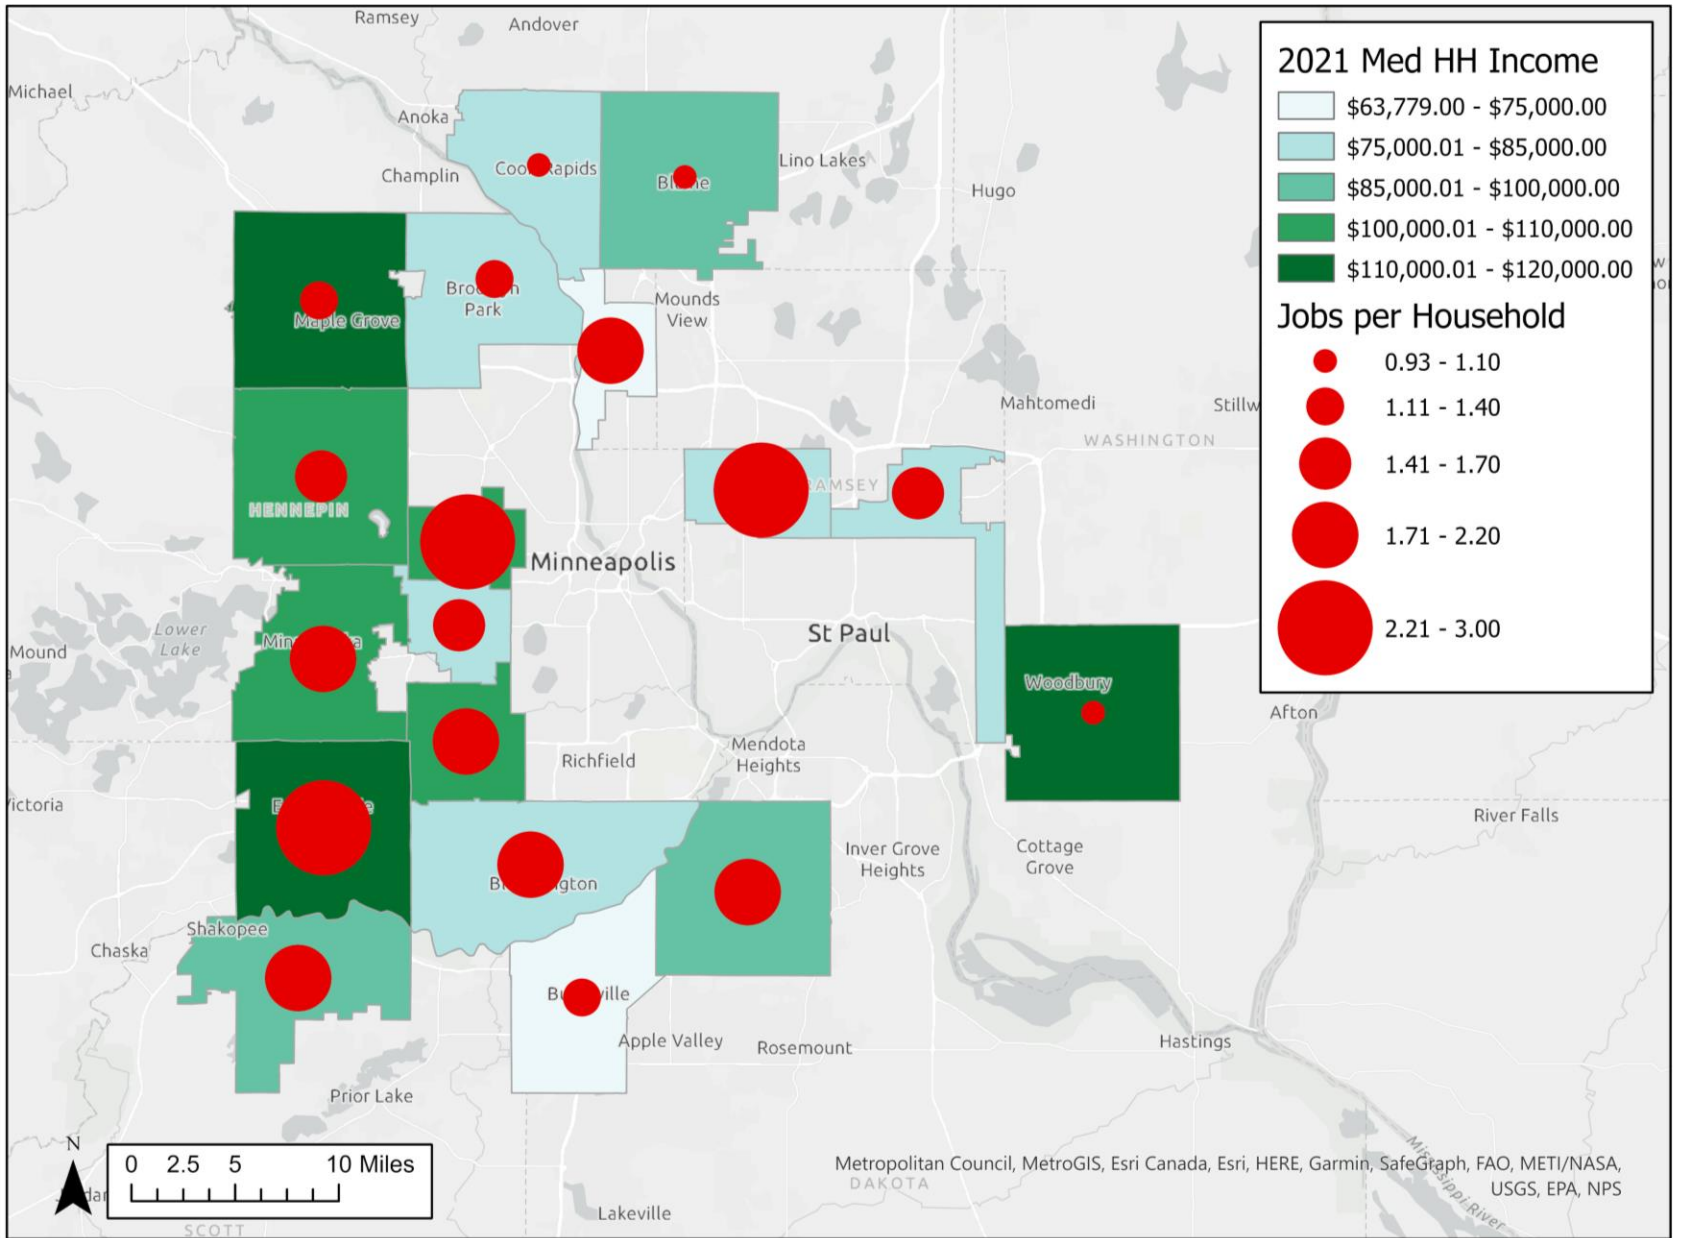 Ramsey
Andover
Michael
Anoka
Champlin
Lino Lakes
Hugo
Maple Grove
Park
Mounds
View
Mahtomedi
WASHINGTON
HENNEPIN
Minneapolis
Lower
Lake
Mound
St Paul
Woodbury
Afton
Richfield
Mendota
Heights
River Falls
Inver Grove
Heights
Cottage
Grove
Shakopee
Chaska
Apple Valley
Rosemount
Hastings
Prior Lake
Lakeville
SCOTT
DAKOTA
Mississippi River
2021 Med HH Income
$63,779.00 - $75,000.00
$75,000.01 - $85,000.00
$85,000.01 - $100,000.00
$100,000.01 - $110,000.00
$110,000.01 - $120,000.00
Jobs per Household
0.93 - 1.10
1.11 - 1.40
1.41 - 1.70
1.71 - 2.20
2.21 - 3.00
N
0 2.5 5 10 Miles
Metropolitan Council, MetroGIS, Esri Canada, Esri, HERE, Garmin, SafeGraph, FAO, METI/NASA,
USGS, EPA, NPS